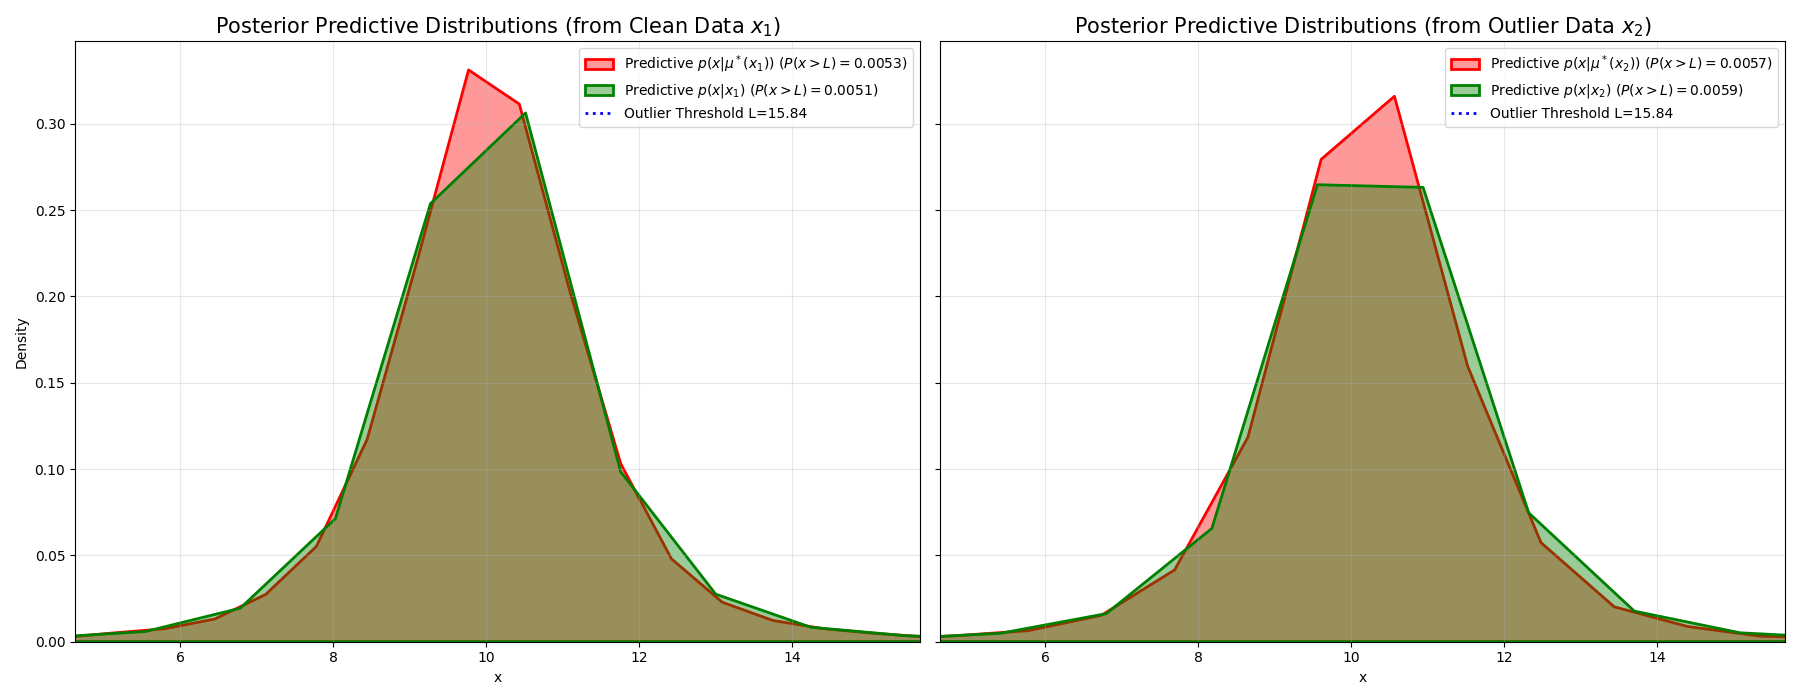 Posterior Predictive Distributions (from Clean Data x₁)
Predictive p(x|μ*(x₁)) (P(x > L) = 0.0053)
Predictive p(x|x₁) (P(x > L) = 0.0051)
Outlier Threshold L=15.84
Density
0.30
0.25
0.20
0.15
0.10
0.05
0.00
6 8 10 12 14
x
Posterior Predictive Distributions (from Outlier Data x₂)
Predictive p(x|μ*(x₂)) (P(x > L) = 0.0057)
Predictive p(x|x₂) (P(x > L) = 0.0059)
Outlier Threshold L=15.84
6 8 10 12 14
x